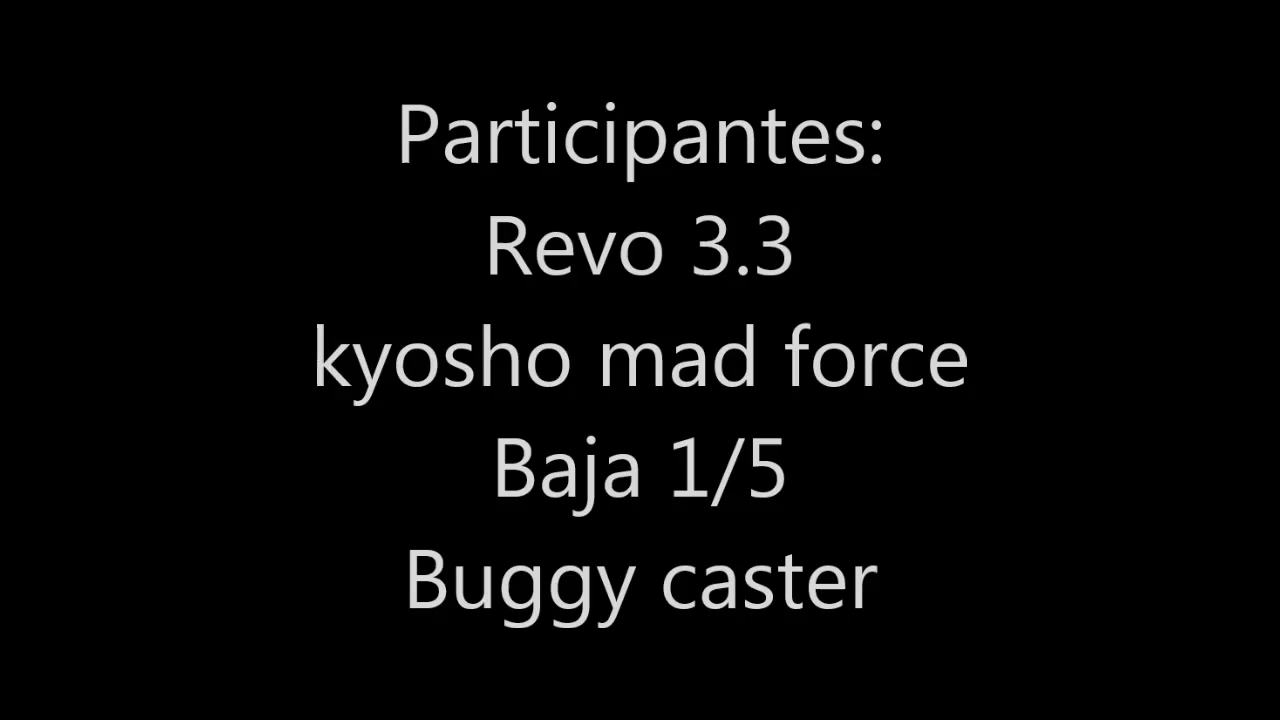 Participantes:
Revo 3.3
kyosho mad force
Baja 1/5
Buggy caster